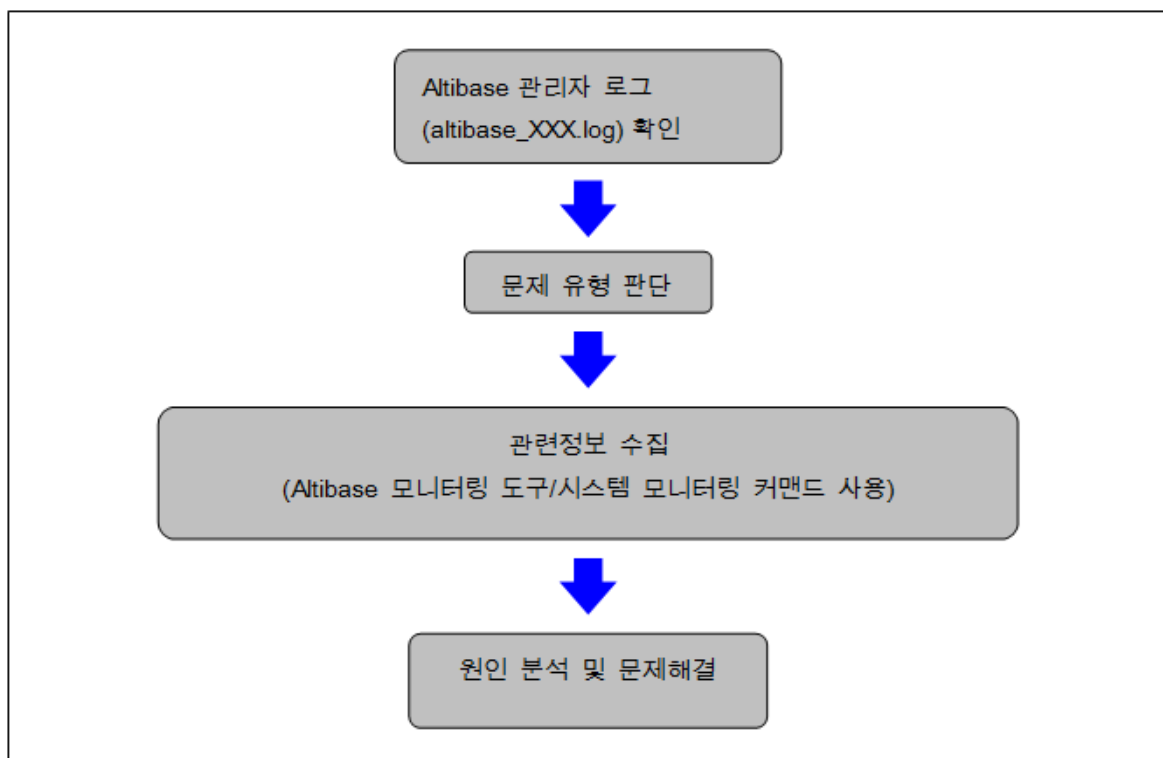 Altibase 관리자 로그
(altibase_XXX.log) 확인
문제 유형 판단
관련정보 수집
(Altibase 모니터링 도구/시스템 모니터링 커맨드 사용)
원인 분석 및 문제해결